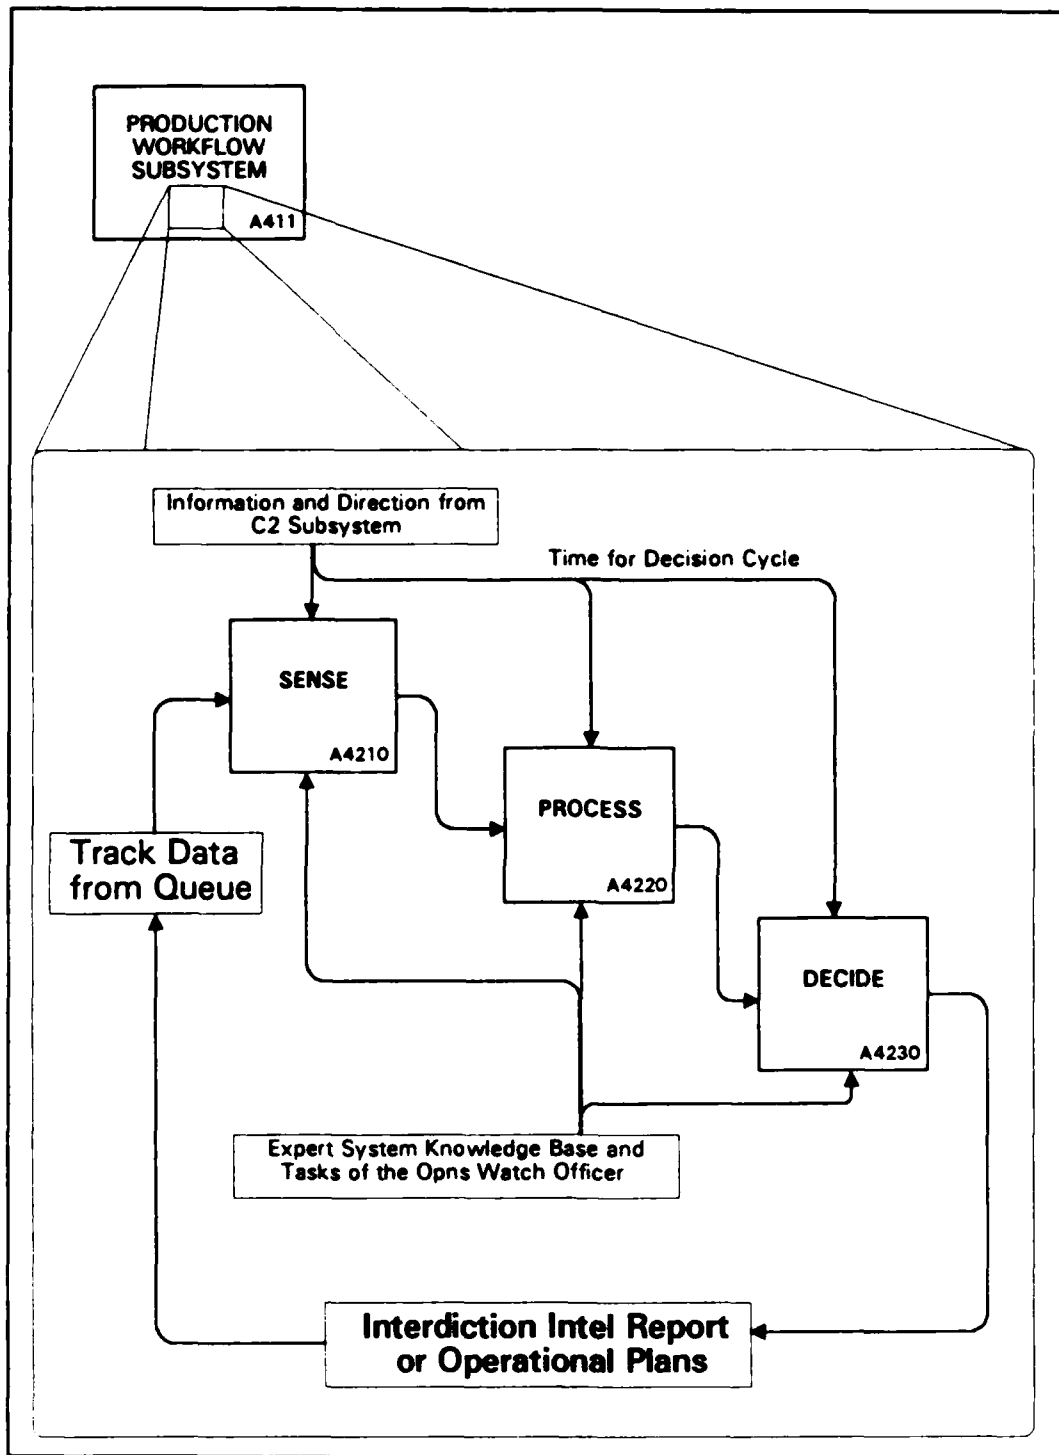 PRODUCTION
WORKFLOW
SUBSYSTEM
A411
Information and Direction from
C2 Subsystem
Time for Decision Cycle
SENSE
A4210
PROCESS
A4220
Track Data
from Queue
DECIDE
A4230
Expert System Knowledge Base and
Tasks of the Opns Watch Officer
Interdiction Intel Report
or Operational Plans